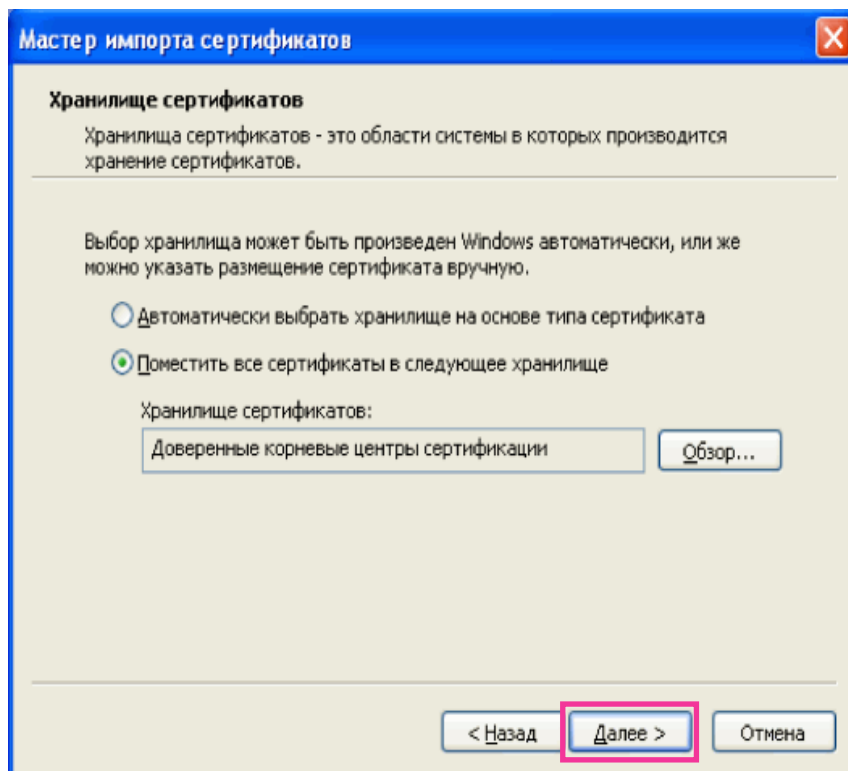 Мастер импорта сертификатов
Хранилище сертификатов
Хранилища сертификатов - это области системы в которых производится
хранение сертификатов.
Выбор хранилища может быть произведен Windows автоматически, или же
можно указать размещение сертификата вручную.
Автоматически выбрать хранилище на основе типа сертификата
Поместить все сертификаты в следующее хранилище
Хранилище сертификатов:
Доверенные корневые центры сертификации
Обзор...
< Назад
Далее >
Отмена